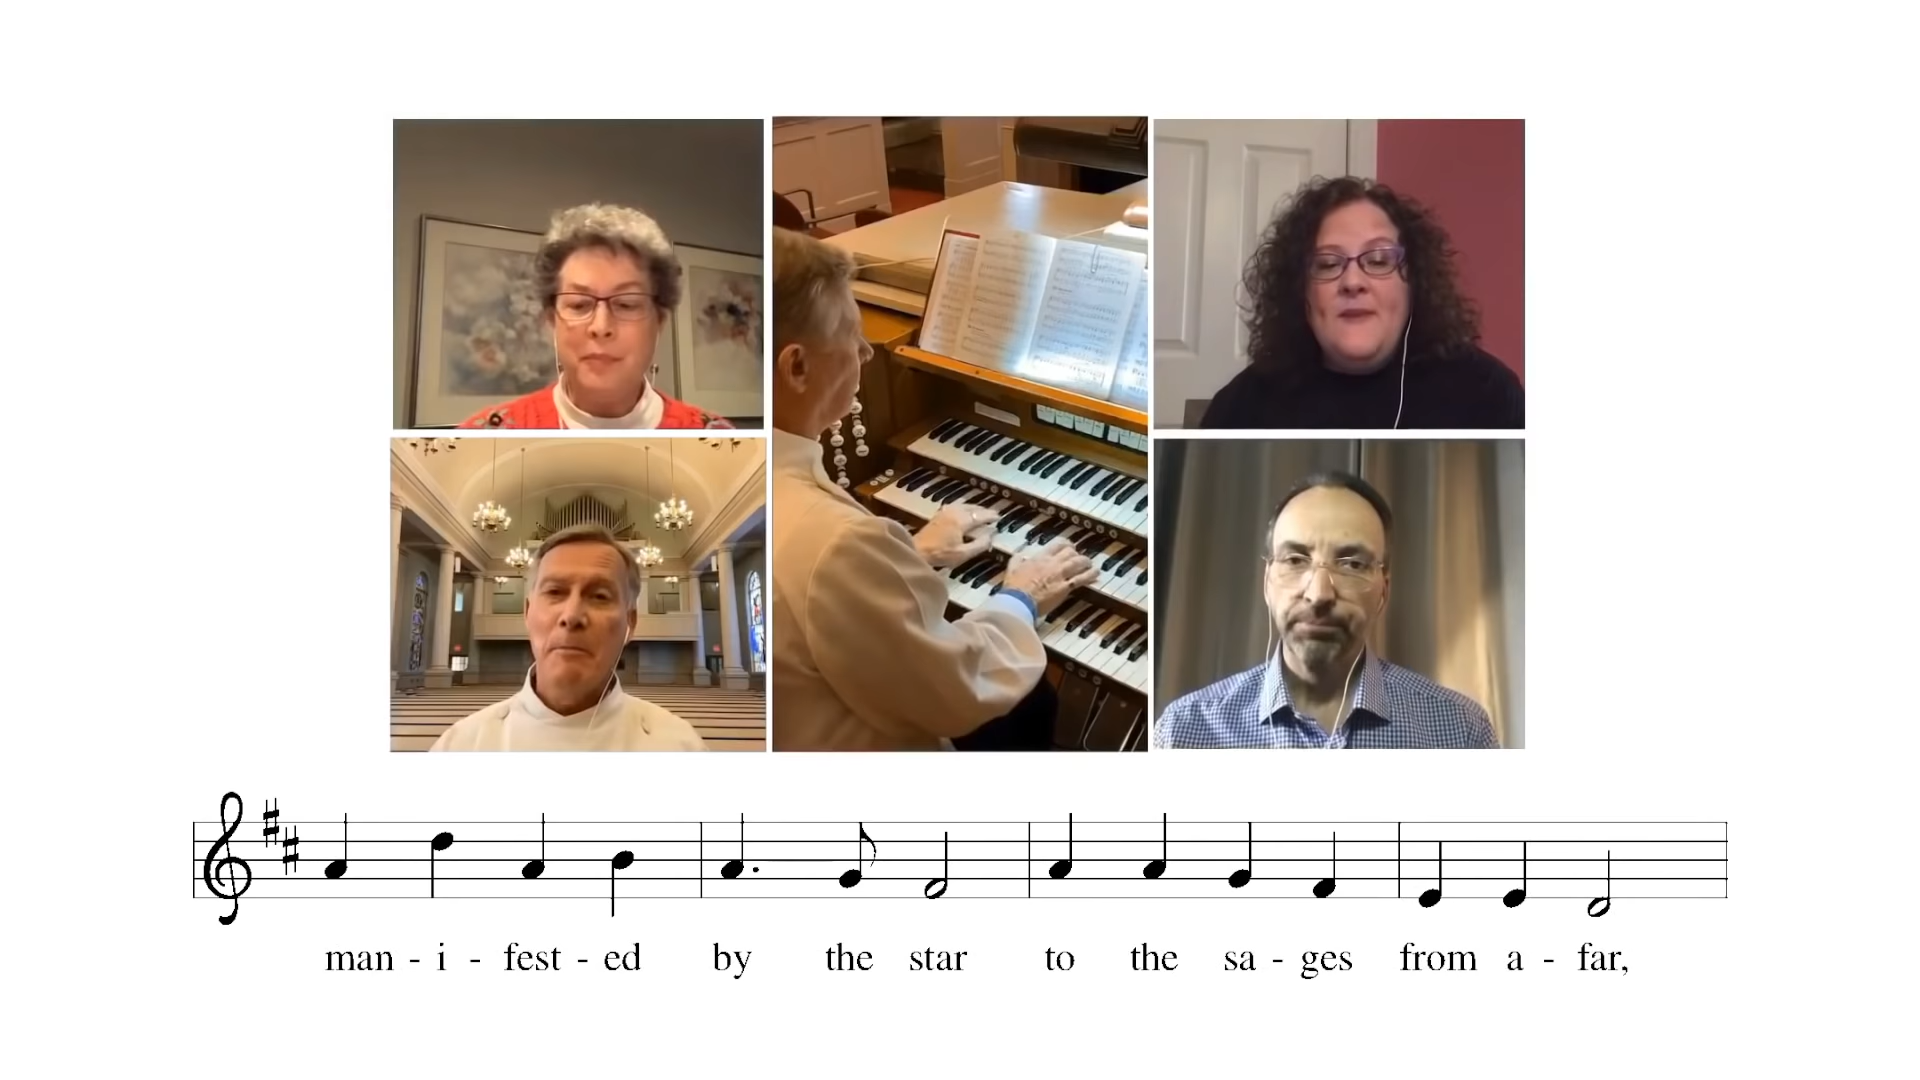 man - i - fest - ed by the star to the sa - ges from a - far,